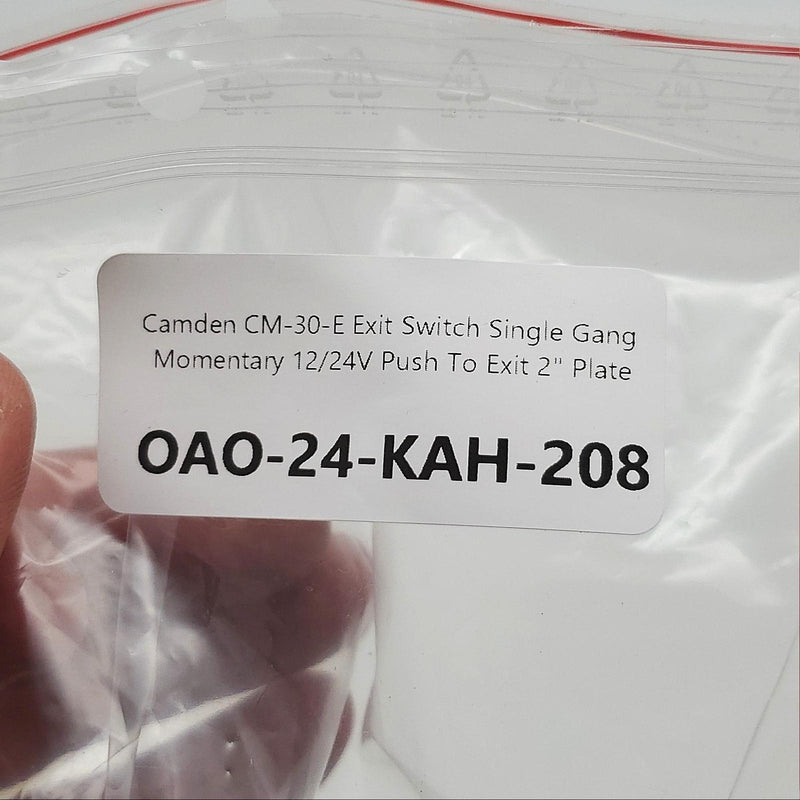 Camden CM-30-E Exit Switch Single Gang
Momentary 12/24V Push To Exit 2" Plate
OAO-24-KAH-208